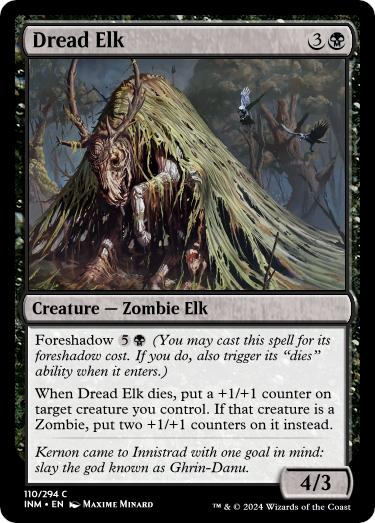 Dread Elk 3
Creature — Zombie Elk
Foreshadow 5 (You may cast this spell for its
foreshadow cost. If you do, also trigger its “dies”
ability when it enters.)
When Dread Elk dies, put a +1/+1 counter on
target creature you control. If that creature is a
Zombie, put two +1/+1 counters on it instead.
Kernon came to Innistrad with one goal in mind:
slay the god known as Ghrin-Danu.
4/3
110/294 C
INM • EN Maxime Minard ™ & © 2024 Wizards of the Coast